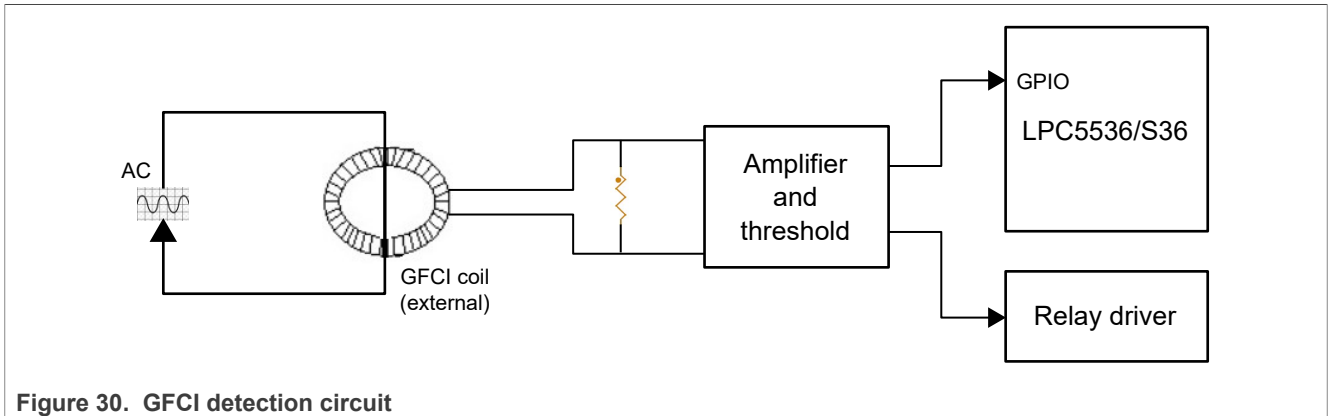 AC
GFCI coil
(external)
Amplifier
and
threshold
GPIO
LPC5536/S36
Relay driver
Figure 30. GFCI detection circuit